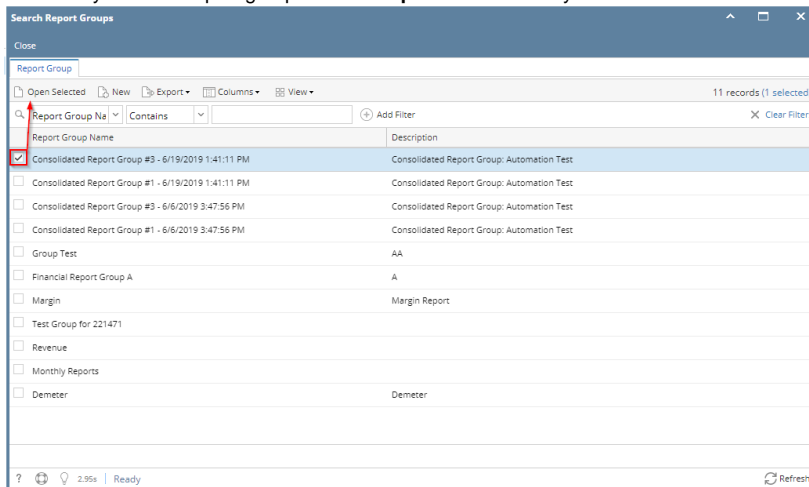 Search Report Groups
Close
Report Group
Open Selected New Export Columns View 11 records (1 selected)
Report Group Na Contains Add Filter Clear Filter
Report Group Name Description
Consolidated Report Group #3 - 6/19/2019 1:41:11 PM Consolidated Report Group: Automation Test
Consolidated Report Group #1 - 6/19/2019 1:41:11 PM Consolidated Report Group: Automation Test
Consolidated Report Group #3 - 6/6/2019 3:47:56 PM Consolidated Report Group: Automation Test
Consolidated Report Group #1 - 6/6/2019 3:47:56 PM Consolidated Report Group: Automation Test
Group Test AA
Financial Report Group A A
Margin Margin Report
Test Group for 221471
Revenue
Monthly Reports
Demeter Demeter
? 2.95s Ready Refresh